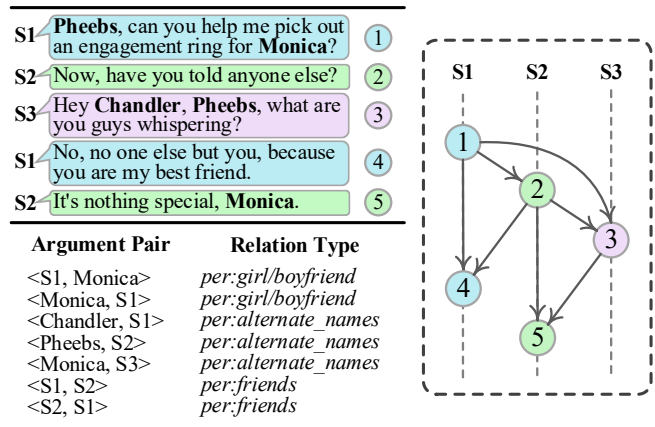 S1 Pheebs, can you help me pick out
an engagement ring for Monica? 1
S2 Now, have you told anyone else? 2
S3 Hey Chandler, Pheebs, what are
you guys whispering? 3
S1 No, no one else but you, because
you are my best friend. 4
S2 It's nothing special, Monica. 5
Argument Pair Relation Type
<S1, Monica> per:girl/boyfriend
<Monica, S1> per:girl/boyfriend
<Chandler, S1> per:alternate_names
<Pheebs, S2> per:alternate_names
<Monica, S3> per:alternate_names
<S1, S2> per:friends
<S2, S1> per:friends
S1 S2 S3
1
2
3
4
5